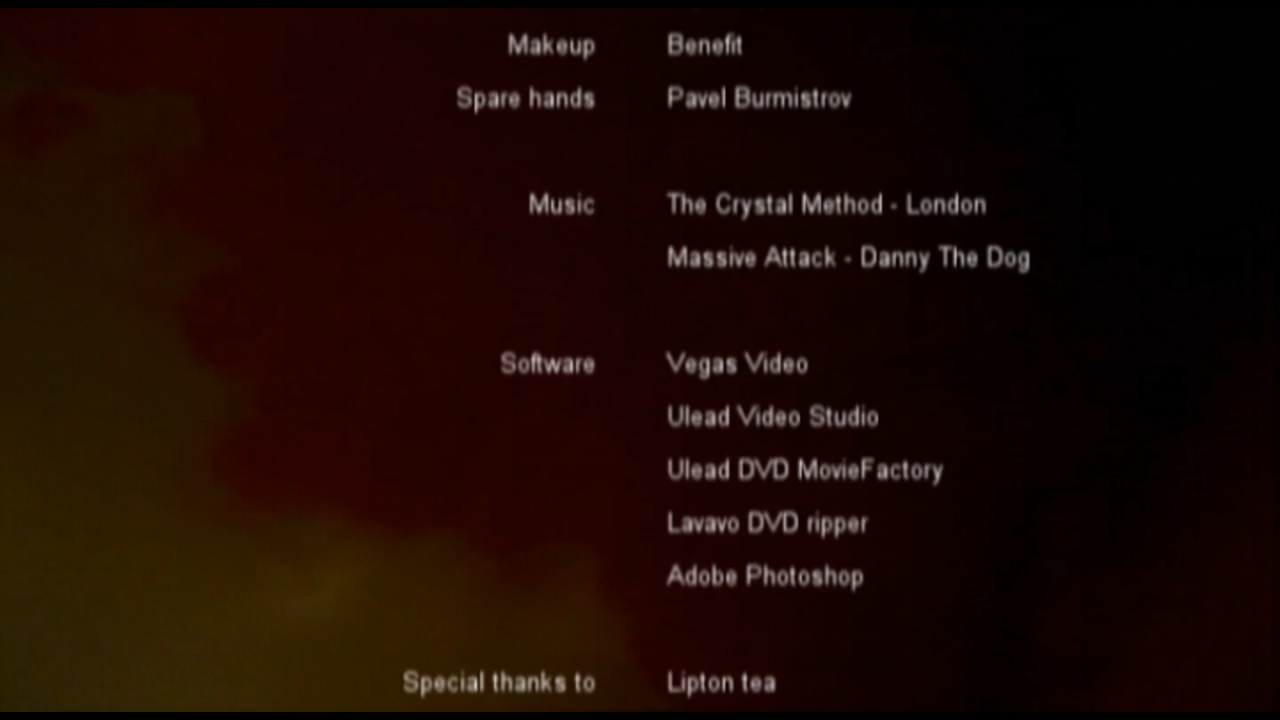 Makeup Benefit
Spare hands Pavel Burmistrov
Music The Crystal Method - London
Massive Attack - Danny The Dog
Software Vegas Video
Ulead Video Studio
Ulead DVD MovieFactory
Lavavo DVD ripper
Adobe Photoshop
Special thanks to Lipton tea